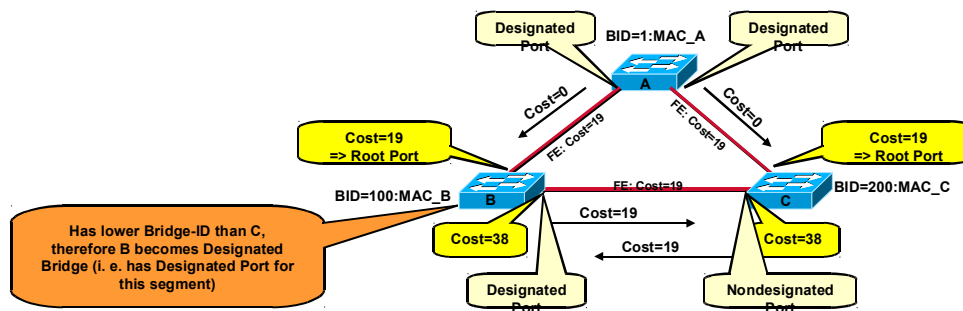 Designated
Port
BID=1:MAC_A
Designated
Port
A
Cost=0
Cost=0
FE: Cost=19
FE: Cost=19
Cost=19
=> Root Port
Cost=19
=> Root Port
BID=100:MAC_B
B
FE: Cost=19
C
BID=200:MAC_C
Has lower Bridge-ID than C,
therefore B becomes Designated
Bridge (i. e. has Designated Port for
this segment)
Cost=38
Cost=19
Cost=19
Cost=38
Designated
Port
Nondesignated
Port